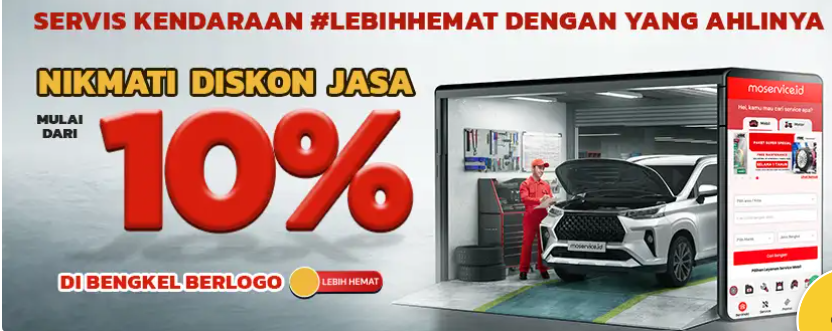 SERVIS KENDARAAN #LEBIHHEMAT DENGAN YANG AHLINYA
NIKMATI DISKON JASA
MULAI
DARI
10%
DI BENGKEL BERLOGO
LEBIH HEMAT
moservice.id
Hai, kamu mau cari service apa?
moservice.id